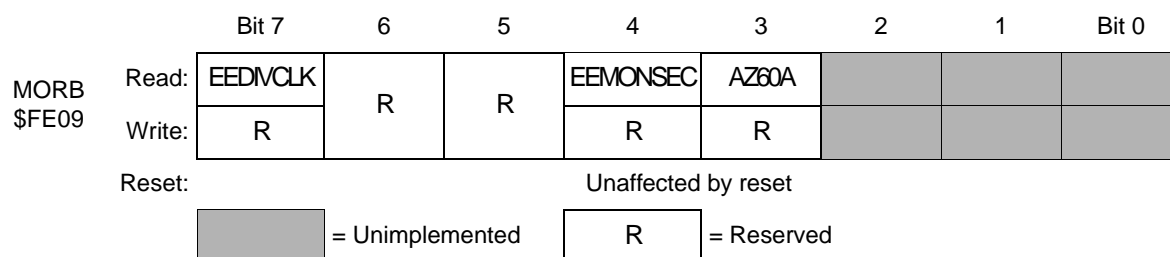 Bit 7 6 5 4 3 2 1 Bit 0
MORB
$FE09
Read: EEDIVCLK R R EEMONSEC AZ60A
Write: R R R
Reset: Unaffected by reset
= Unimplemented R = Reserved